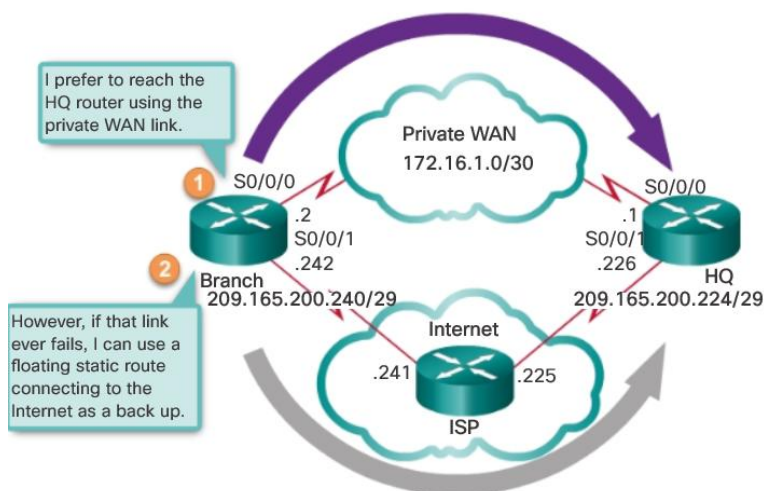 I prefer to reach the
HQ router using the
private WAN link.
Private WAN
172.16.1.0/30
1
S0/0/0
S0/0/0
.2
.1
S0/0/1
S0/0/1
.242
.226
2
Branch
HQ
209.165.200.240/29
209.165.200.224/29
However, if that link
ever fails, I can use a
floating static route
connecting to the
Internet as a back up.
Internet
.241
.225
ISP